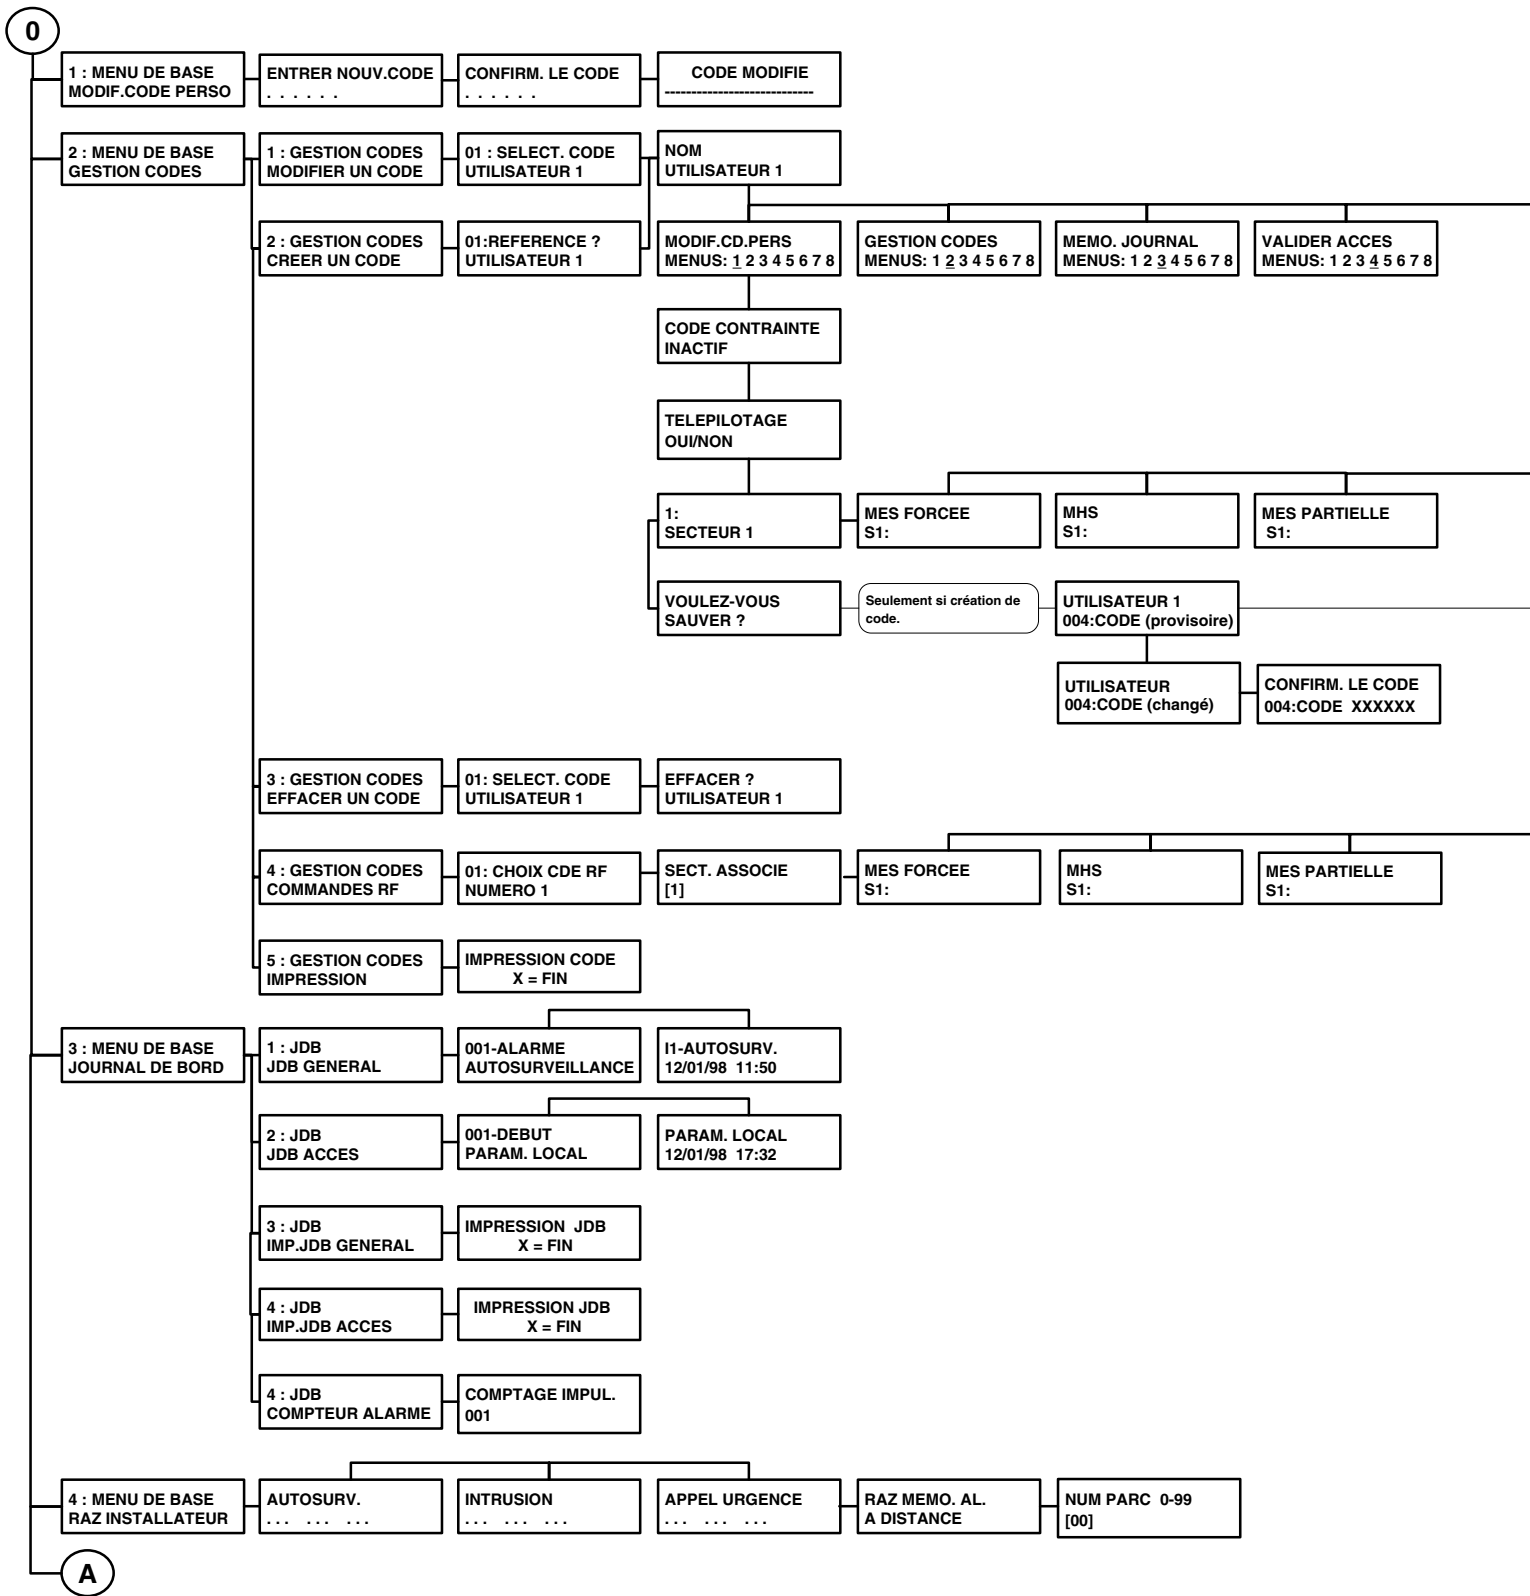 0
1 : MENU DE BASE
MODIF.CODE PERSO
ENTRER NOUV.CODE
. . . . . .
CONFIRM. LE CODE
. . . . . .
CODE MODIFIE
----------------------------
2 : MENU DE BASE
GESTION CODES
1 : GESTION CODES
MODIFIER UN CODE
01 : SELECT. CODE
UTILISATEUR 1
NOM
UTILISATEUR 1
2 : GESTION CODES
CREER UN CODE
01:REFERENCE ?
UTILISATEUR 1
MODIF.CD.PERS
MENUS: 1 2 3 4 5 6 7 8
GESTION CODES
MENUS: 1 2 3 4 5 6 7 8
MEMO. JOURNAL
MENUS: 1 2 3 4 5 6 7 8
VALIDER ACCES
MENUS: 1 2 3 4 5 6 7 8
CODE CONTRAINTE
INACTIF
TELEPILOTAGE
OUI/NON
1:
SECTEUR 1
MES FORCEE
S1:
MHS
S1:
MES PARTIELLE
S1:
VOULEZ-VOUS
SAUVER ?
Seulement si création de
code.
UTILISATEUR 1
004:CODE (provisoire)
UTILISATEUR
004:CODE (changé)
CONFIRM. LE CODE
004:CODE XXXXXX
3 : GESTION CODES
EFFACER UN CODE
01: SELECT. CODE
UTILISATEUR 1
EFFACER ?
UTILISATEUR 1
4 : GESTION CODES
COMMANDES RF
01: CHOIX CDE RF
NUMERO 1
SECT. ASSOCIE
[1]
MES FORCEE
S1:
MHS
S1:
MES PARTIELLE
S1:
5 : GESTION CODES
IMPRESSION
IMPRESSION CODE
X = FIN
3 : MENU DE BASE
JOURNAL DE BORD
1 : JDB
JDB GENERAL
001-ALARME
AUTOSURVEILLANCE
I1-AUTOSURV.
12/01/98 11:50
2 : JDB
JDB ACCES
001-DEBUT
PARAM. LOCAL
PARAM. LOCAL
12/01/98 17:32
3 : JDB
IMP.JDB GENERAL
IMPRESSION JDB
X = FIN
4 : JDB
IMP.JDB ACCES
IMPRESSION JDB
X = FIN
4 : JDB
COMPTEUR ALARME
COMPTAGE IMPUL.
001
4 : MENU DE BASE
RAZ INSTALLATEUR
AUTOSURV.
. . . . . . . . .
INTRUSION
. . . . . . . . .
APPEL URGENCE
. . . . . . . . .
RAZ MEMO. AL.
A DISTANCE
NUM PARC 0-99
[00]
A